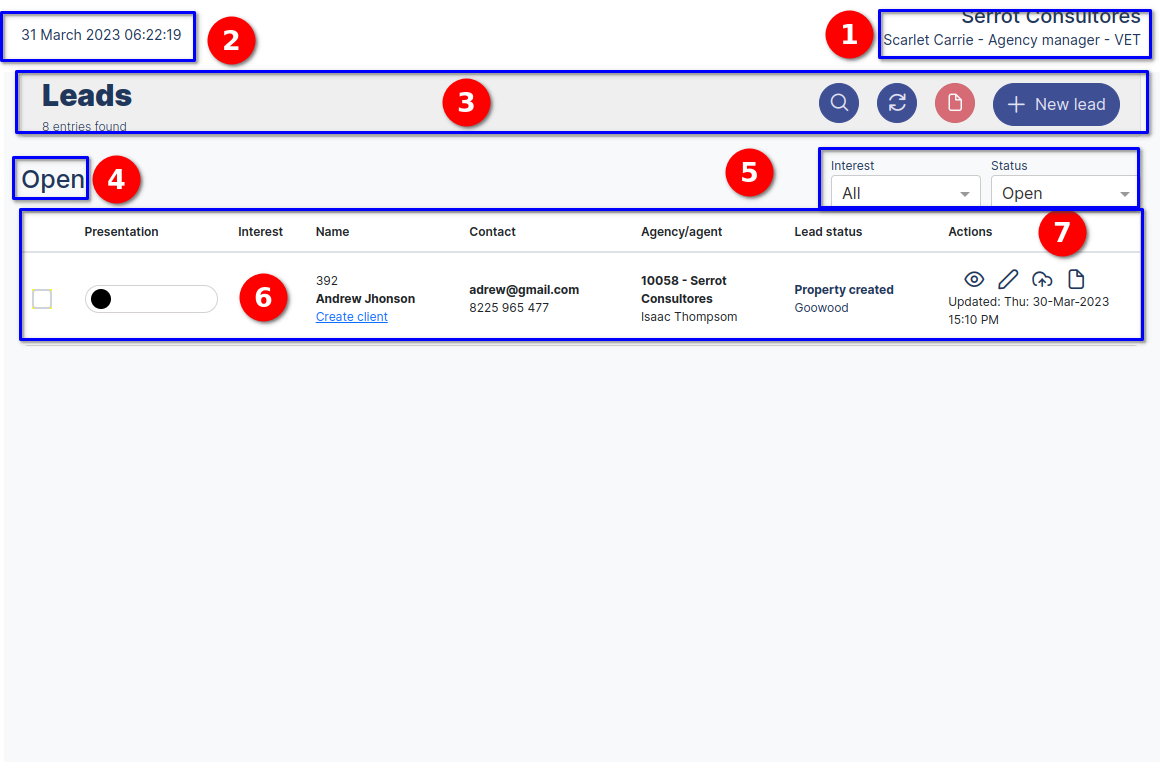 Serrot Consultores
31 March 2023 06:22:19
2
1
Scarlet Carrie - Agency manager - VET
Leads
8 entries found
3
+ New lead
Open
4
5
Interest
Status
All
Open
Presentation
Interest
Name
Contact
Agency/agent
Lead status
Actions
7
6
392
Andrew Jhonson
Create client
adrew@gmail.com
8225 965 477
10058 - Serrot
Consultores
Isaac Thompsom
Property created
Goowood
Updated: Thu: 30-Mar-2023
15:10 PM